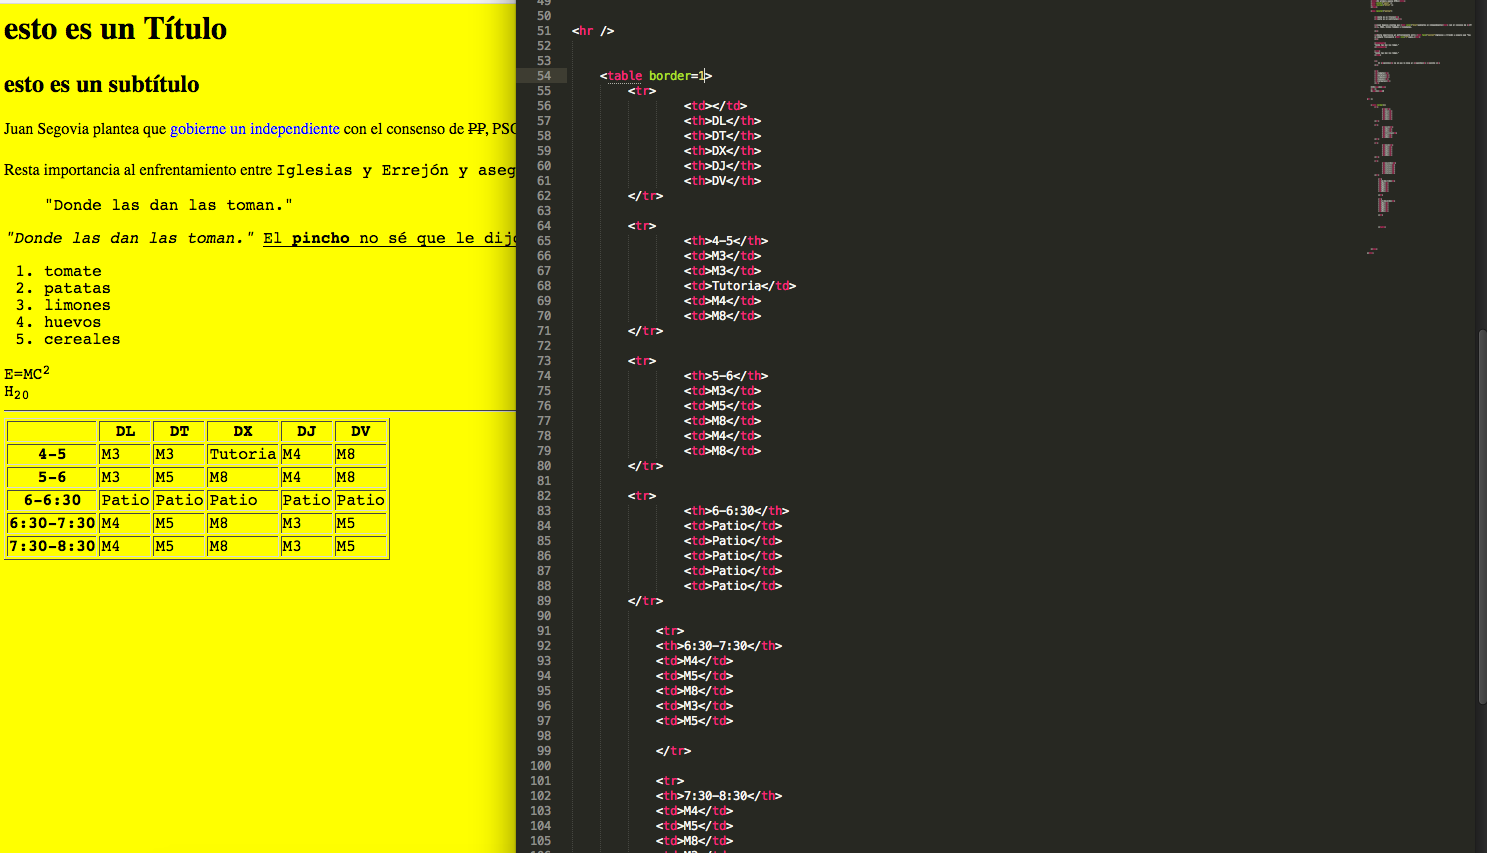 esto es un Título
esto es un subtítulo
Juan Segovia plantea que gobierne un independiente con el consenso de PP,
Resta importancia al enfrentamiento entre Iglesias y Errejón y
"Donde las dan las toman."
"Donde las dan las toman." El pincho no sé que le dijo
1. tomate
2. patatas
3. limones
4. huevos
5. cereales
E=MC2
H20
DL DT DX DJ DV
4-5 M3 M3 Tutoria M4 M8
5-6 M3 M5 M8 M4 M8
6-6:30 Patio Patio Patio Patio Patio
6:30-7:30 M4 M5 M8 M3 M5
7:30-8:30 M4 M5 M8 M3 M5
49
50
51 <hr />
52
53
54 <table border=1>
55 <tr>
56 <td></td>
57 <th>DL</th>
58 <th>DT</th>
59 <th>DX</th>
60 <th>DJ</th>
61 <th>DV</th>
62 </tr>
63
64 <tr>
65 <th>4-5</th>
66 <td>M3</td>
67 <td>M3</td>
68 <td>Tutoria</td>
69 <td>M4</td>
70 <td>M8</td>
71 </tr>
72
73 <tr>
74 <th>5-6</th>
75 <td>M3</td>
76 <td>M5</td>
77 <td>M8</td>
78 <td>M4</td>
79 <td>M8</td>
80 </tr>
81
82 <tr>
83 <th>6-6:30</th>
84 <td>Patio</td>
85 <td>Patio</td>
86 <td>Patio</td>
87 <td>Patio</td>
88 <td>Patio</td>
89 </tr>
90
91 <tr>
92 <th>6:30-7:30</th>
93 <td>M4</td>
94 <td>M5</td>
95 <td>M8</td>
96 <td>M3</td>
97 <td>M5</td>
98
99 </tr>
100
101 <tr>
102 <th>7:30-8:30</th>
103 <td>M4</td>
104 <td>M5</td>
105 <td>M8</td>